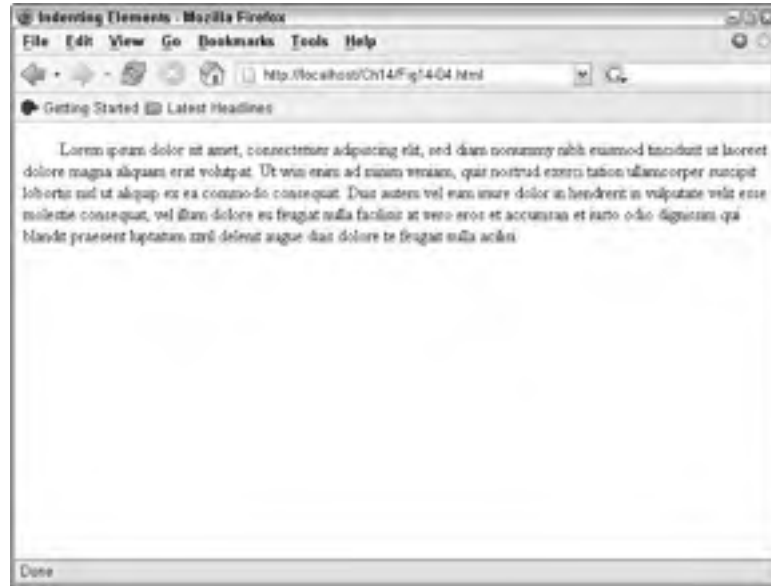 Indenting Elements - Mozilla Firefox
File Edit View Go Bookmarks Tools Help
http://localhost/Ch14/Fig14-04.html
G
Getting Started Latest Headlines
Lorem ipsum dolor sit amet, consectetuer adipiscing elit, sed diam nonummy nibh euismod tincidunt ut laoreet
dolore magna aliquam erat volutpat. Ut wisi enim ad minim veniam, quis nostrud exerci tation ullamcorper suscipit
lobortis nisl ut aliquip ex ea commodo consequat. Duis autem vel eum iriure dolor in hendrerit in vulputate velit esse
molestie consequat, vel illum dolore eu feugiat nulla facilisis at vero eros et accumsan et iusto odio dignissim qui
blandit praesent luptatum zzril delenit augue duis dolore te feugait nulla
Done